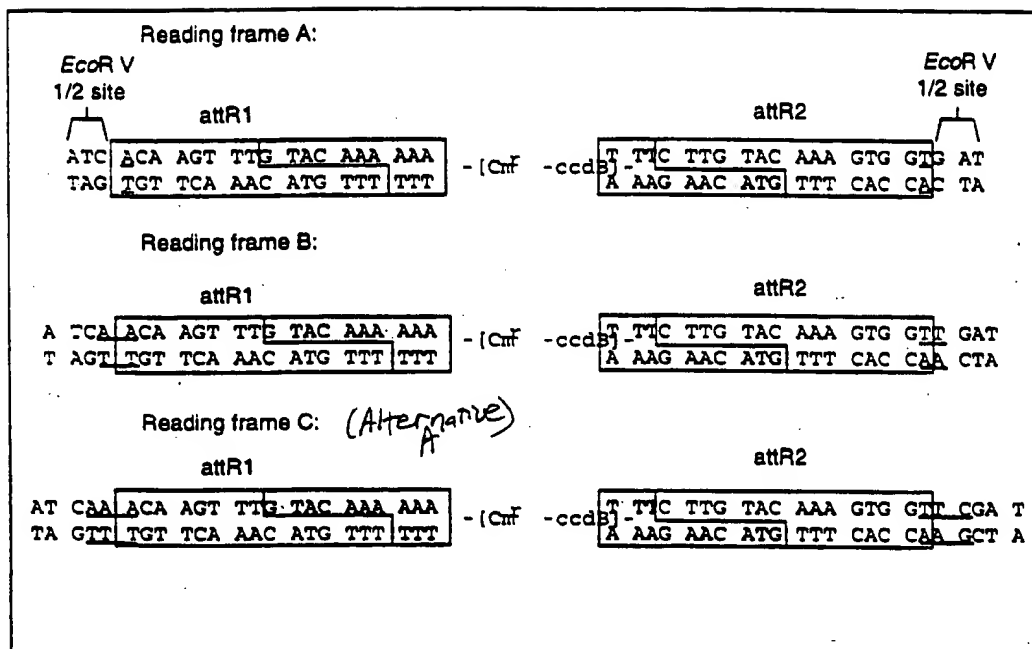 Reading frame A:
EcoR V 1/2 site
EcoR V 1/2 site
attR1
attR2
ATC ACA AGT TTG TAC AAA AAA -[CmF -ccdB]- T TTC TTG TAC AAA GTG GTG AT
TAG TGT TCA AAC ATG TTT TTT A AAG AAC ATG TTT CAC CAC TA
Reading frame B:
attR1
attR2
A TCA ACA AGT TTG TAC AAA AAA -[CmF -ccdB]- T TTC TTG TAC AAA GTG GTT GAT
T AGT TGT TCA AAC ATG TTT TTT A AAG AAC ATG TTT CAC CAA CTA
Reading frame C: (Alternative A)
attR1
attR2
AT CAA ACA AGT TTG TAC AAA AAA -[CmF -ccdB]- T TTC TTG TAC AAA GTG GTT CGA T
TA GTT TGT TCA AAC ATG TTT TTT A AAG AAC ATG TTT CAC CAA GCT A